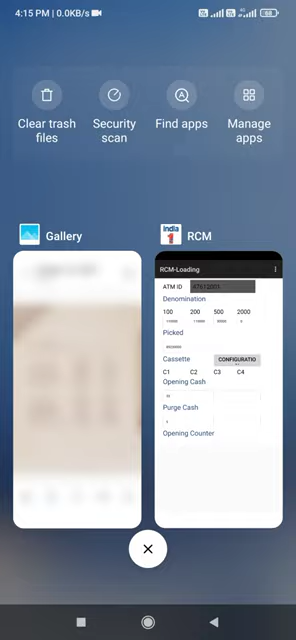 4:15 PM | 0.0KB/s
68
Clear trash files
Security scan
Find apps
Manage apps
Gallery
india 1
RCM
RCM-Loading
ATM ID
Denomination
100 200 500 2000
Picked
Cassette CONFIGURATIO
C1 C2 C3 C4
Opening Cash
Purge Cash
Opening Counter